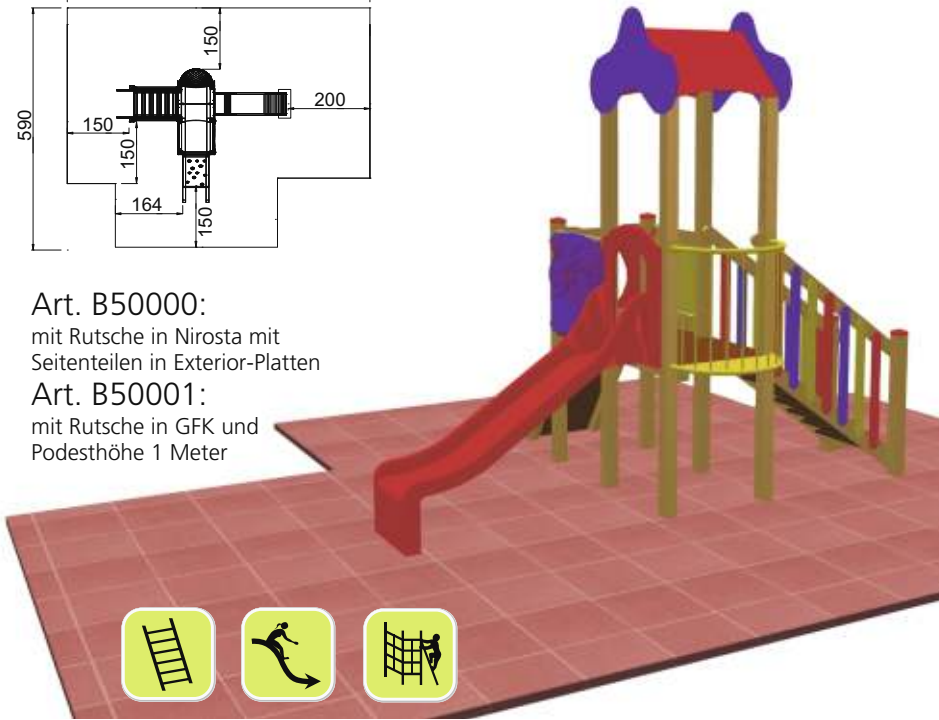 150
200
590
150
150
164
150
Art. B50000:
mit Rutsche in Nirosta mit
Seitenteilen in Exterior-Platten
Art. B50001:
mit Rutsche in GFK und
Podesthöhe 1 Meter